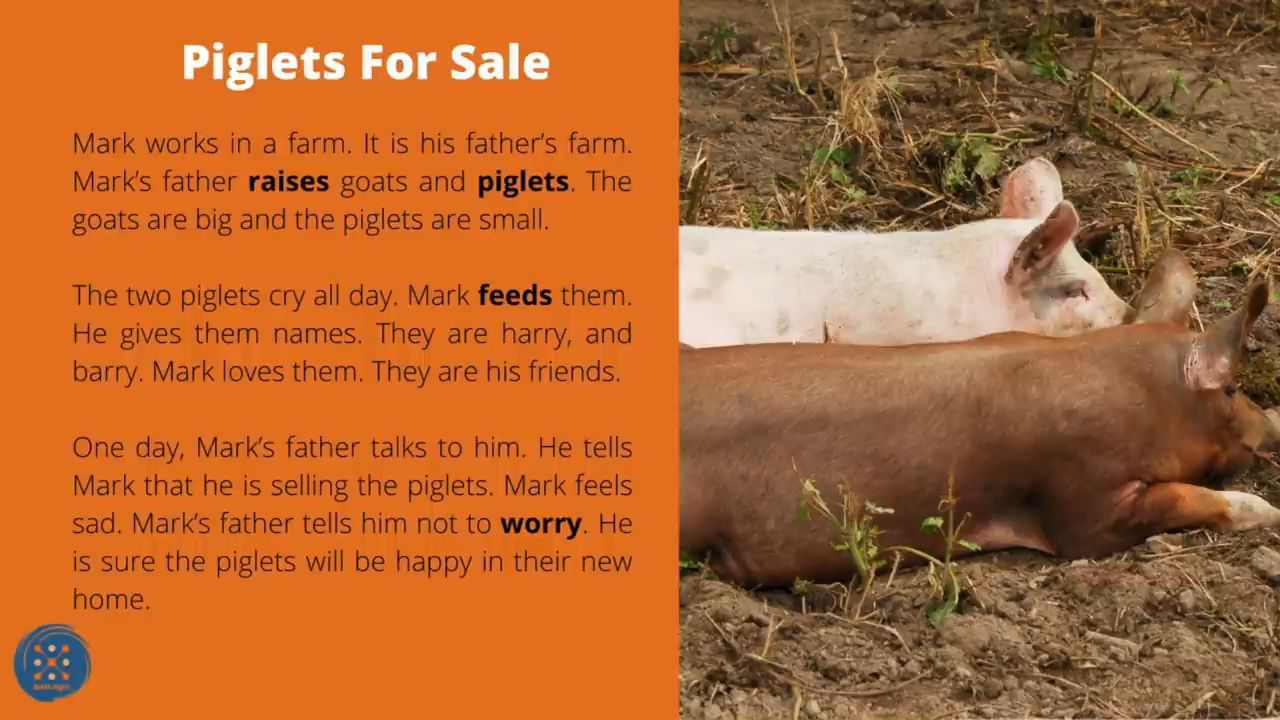 Piglets For Sale
Mark works in a farm. It is his father's farm.
Mark's father raises goats and piglets. The
goats are big and the piglets are small.
The two piglets cry all day. Mark feeds them.
He gives them names. They are harry, and
barry. Mark loves them. They are his friends.
One day, Mark's father talks to him. He tells
Mark that he is selling the piglets. Mark feels
sad. Mark's father tells him not to worry. He
is sure the piglets will be happy in their new
home.